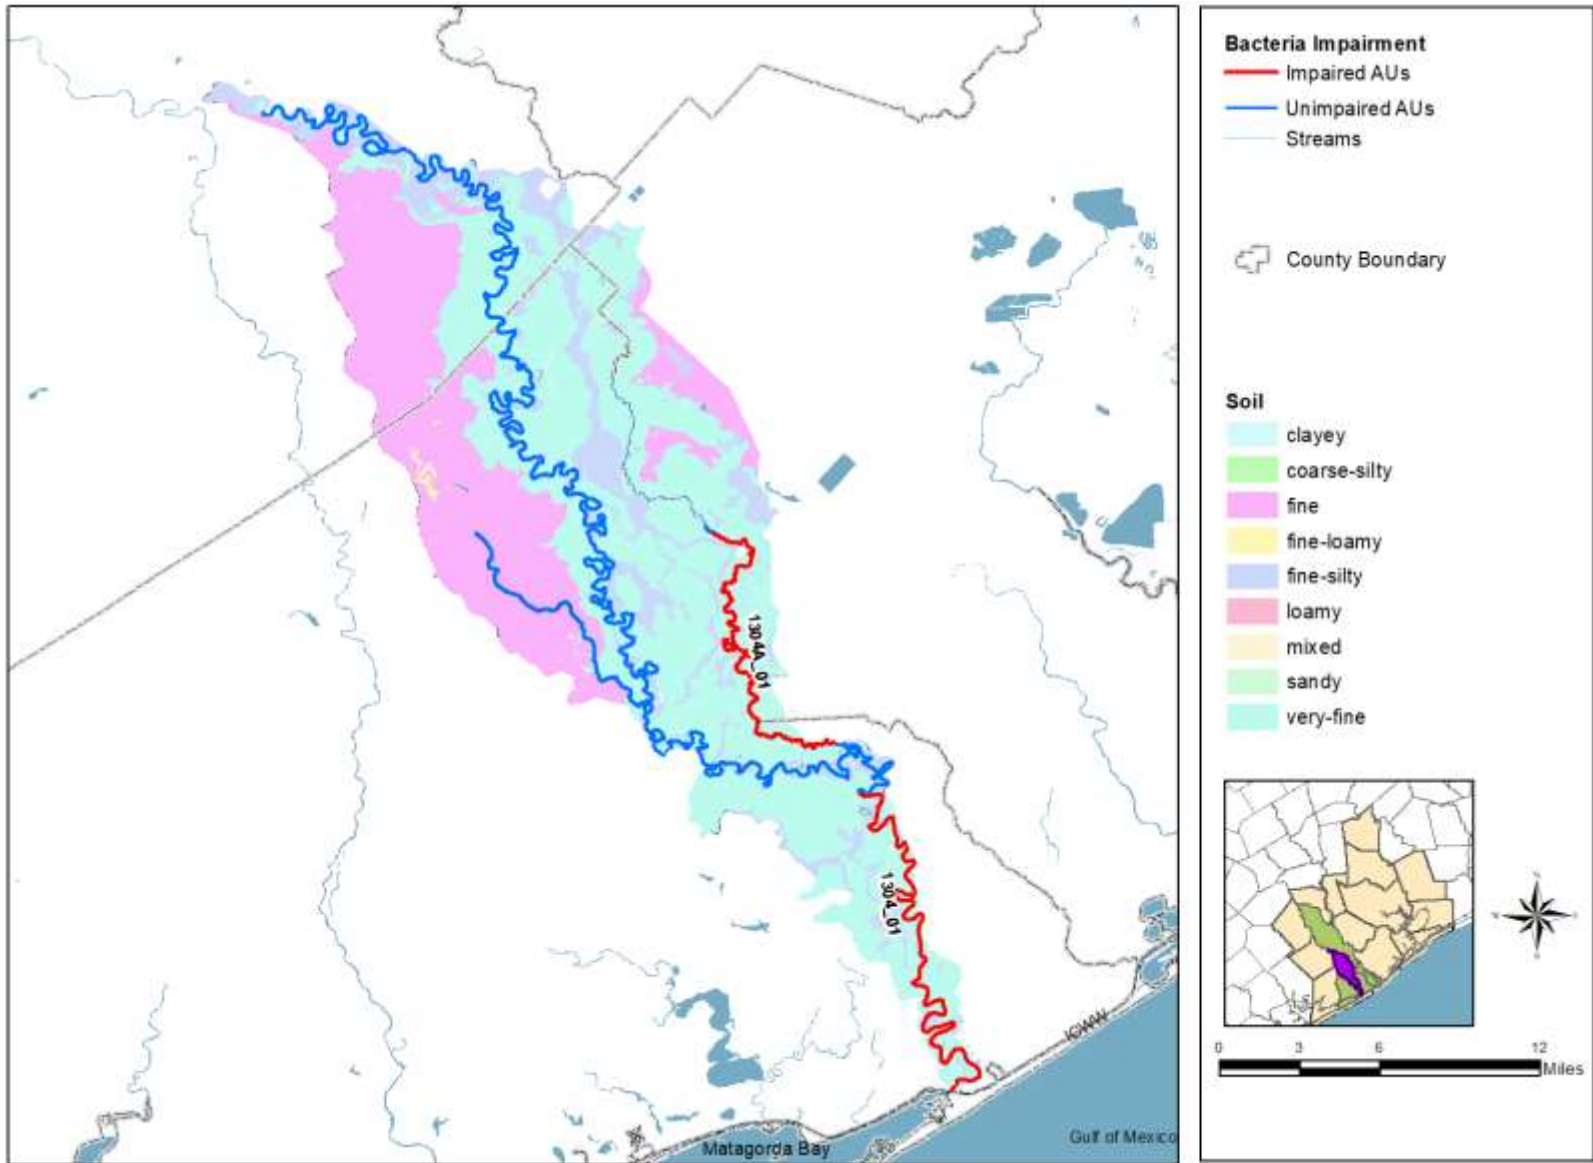 1304A_01
1304_01
ICWW
Matagorda Bay
Gulf of Mexico
Bacteria Impairment
Impaired AUs
Unimpaired AUs
Streams
County Boundary
Soil
clayey
coarse-silty
fine
fine-loamy
fine-silty
loamy
mixed
sandy
very-fine
0 3 6 12
Miles